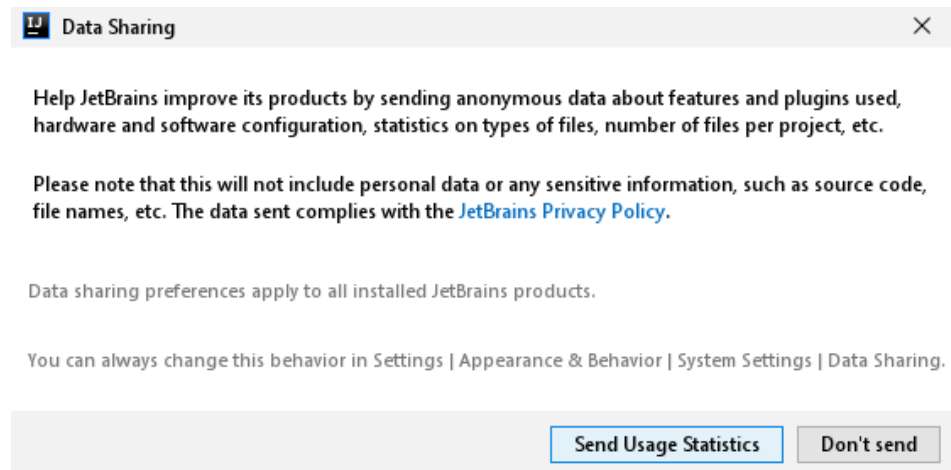 IJ Data Sharing
Help JetBrains improve its products by sending anonymous data about features and plugins used,
hardware and software configuration, statistics on types of files, number of files per project, etc.
Please note that this will not include personal data or any sensitive information, such as source code,
file names, etc. The data sent complies with the JetBrains Privacy Policy.
Data sharing preferences apply to all installed JetBrains products.
You can always change this behavior in Settings | Appearance & Behavior | System Settings | Data Sharing.
Send Usage Statistics Don't send